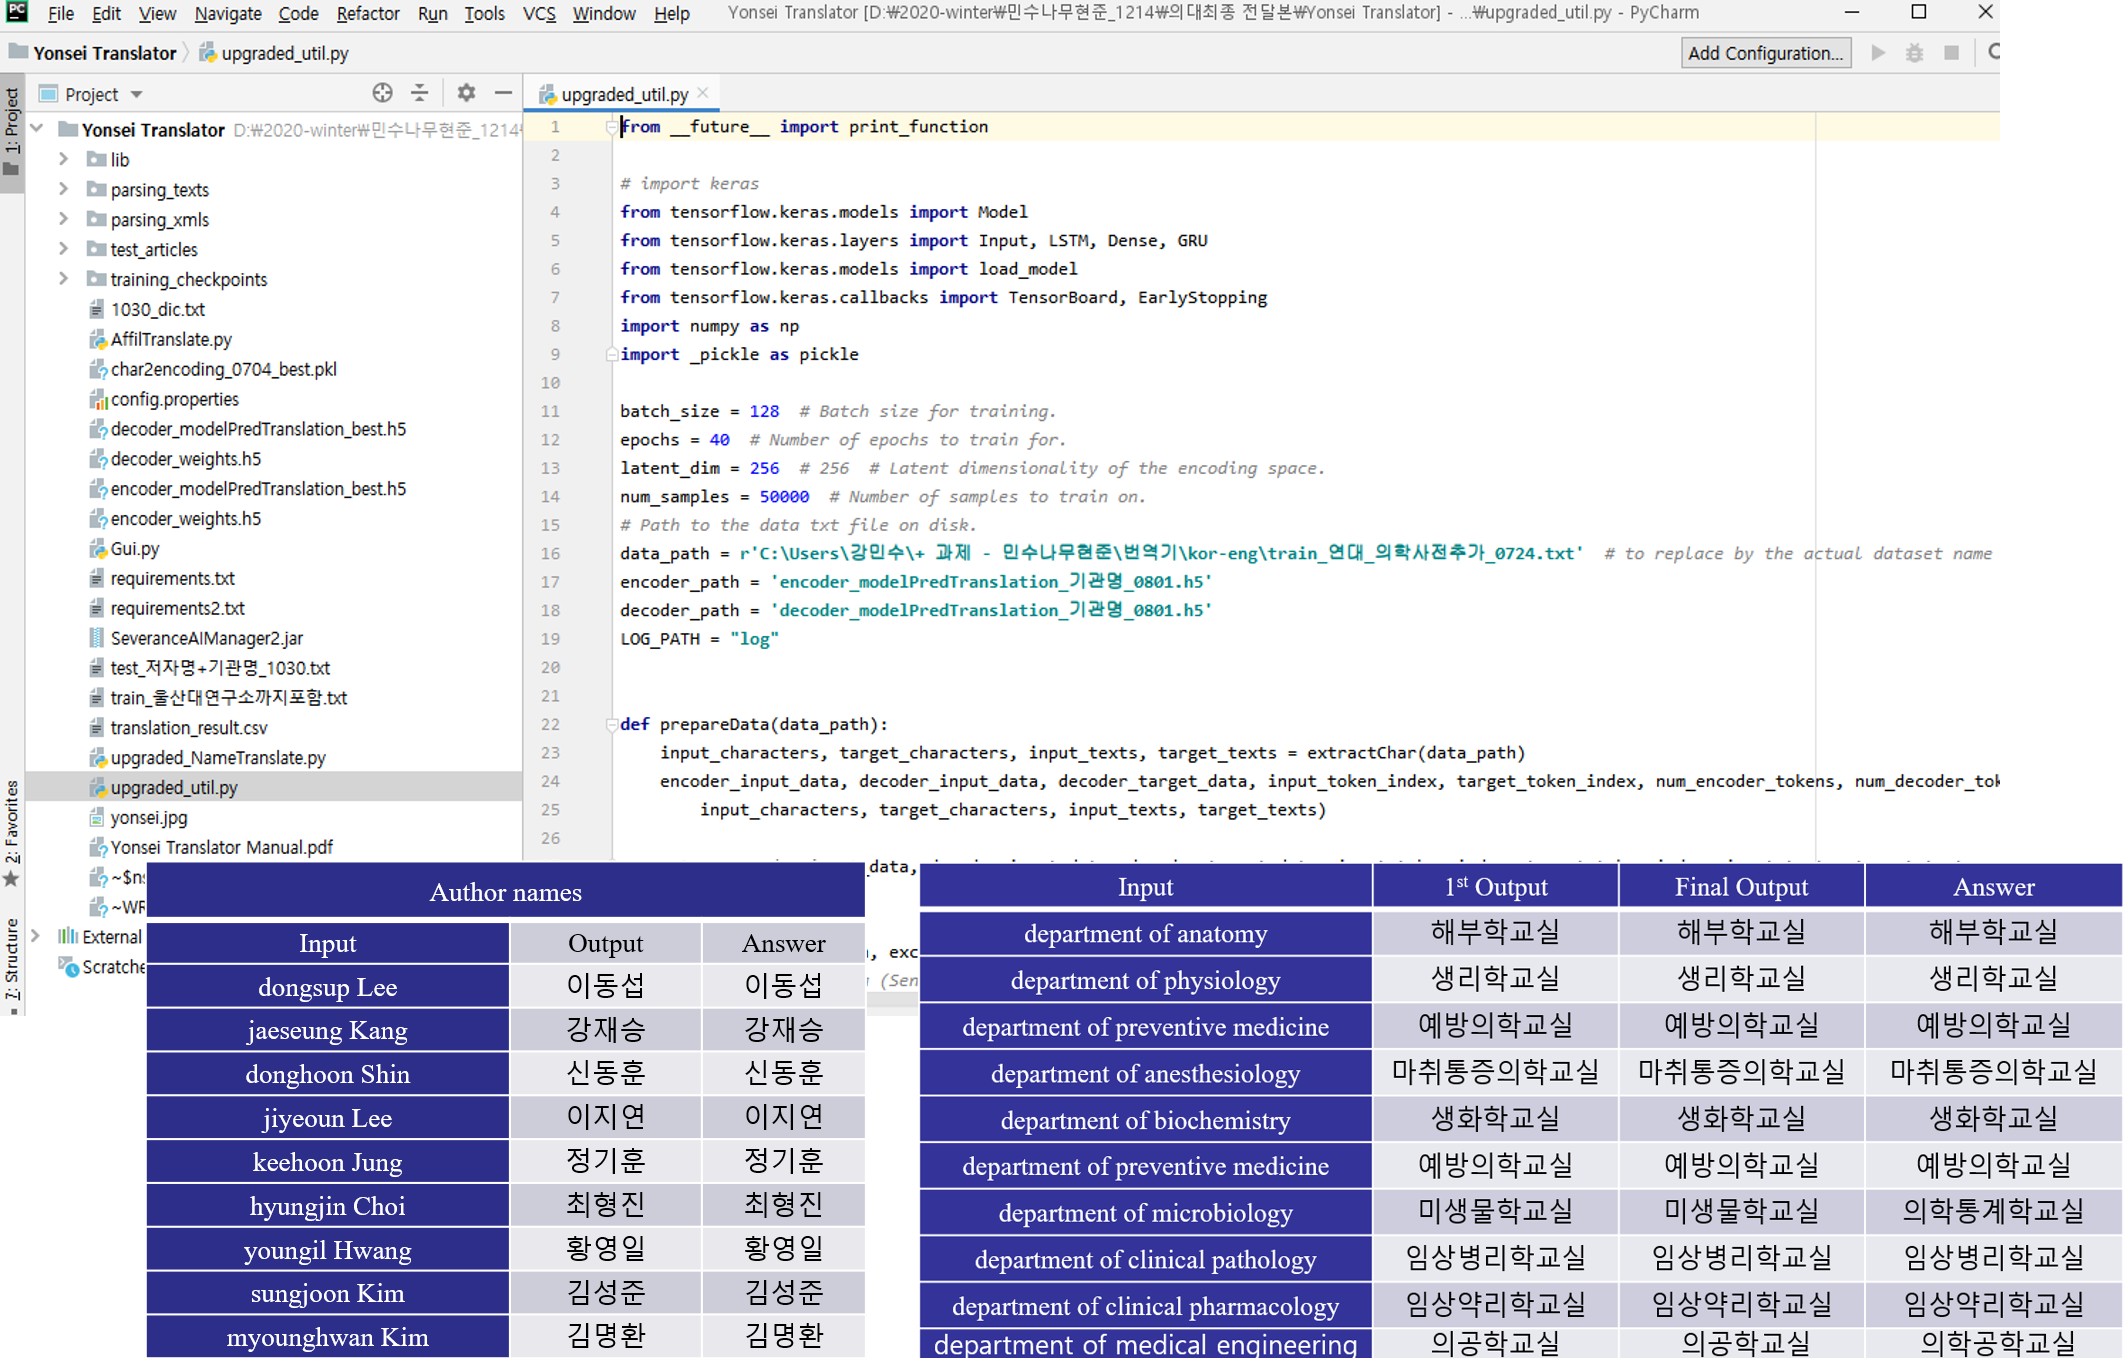 File Edit View Navigate Code Refactor Run Tools VCS Window Help Yonsei Translator [D:₩2020-winter₩민수나무현준_1214₩의대최종 전달본₩Yonsei Translator] - ...₩upgraded_util.py - PyCharm
Yonsei Translator upgraded_util.py Add Configuration...
1: Project
2: Favorites
7: Structure
Project
Yonsei Translator D:₩2020-winter₩민수나무현준_1214₩
lib
parsing_texts
parsing_xmls
test_articles
training_checkpoints
1030_dic.txt
AffilTranslate.py
char2encoding_0704_best.pkl
config.properties
decoder_modelPredTranslation_best.h5
decoder_weights.h5
encoder_modelPredTranslation_best.h5
encoder_weights.h5
Gui.py
requirements.txt
requirements2.txt
SeveranceAIManager2.jar
test_저자명+기관명_1030.txt
train_울산대연구소까지포함.txt
translation_result.csv
upgraded_NameTranslate.py
upgraded_util.py
yonsei.jpg
Yonsei Translator Manual.pdf
~$ns
~WR
External
Scratche
upgraded_util.py
1 from __future__ import print_function
2
3 # import keras
4 from tensorflow.keras.models import Model
5 from tensorflow.keras.layers import Input, LSTM, Dense, GRU
6 from tensorflow.keras.models import load_model
7 from tensorflow.keras.callbacks import TensorBoard, EarlyStopping
8 import numpy as np
9 import _pickle as pickle
10
11 batch_size = 128 # Batch size for training.
12 epochs = 40 # Number of epochs to train for.
13 latent_dim = 256 # 256 # Latent dimensionality of the encoding space.
14 num_samples = 50000 # Number of samples to train on.
15 # Path to the data txt file on disk.
16 data_path = r'C:\Users\강민수\+ 과제 - 민수나무현준\번역기\kor-eng\train_연대_의학사전추가_0724.txt' # to replace by the actual dataset name
17 encoder_path = 'encoder_modelPredTranslation_기관명_0801.h5'
18 decoder_path = 'decoder_modelPredTranslation_기관명_0801.h5'
19 LOG_PATH = "log"
20
21
22 def prepareData(data_path):
23 input_characters, target_characters, input_texts, target_texts = extractChar(data_path)
24 encoder_input_data, decoder_input_data, decoder_target_data, input_token_index, target_token_index, num_encoder_tokens, num_decoder_tok
25 input_characters, target_characters, input_texts, target_texts)
26
_data,
, exc
(Sen
Author names
Input Output Answer
dongsup Lee 이동섭 이동섭
jaeseung Kang 강재승 강재승
donghoon Shin 신동훈 신동훈
jiyeoun Lee 이지연 이지연
keehoon Jung 정기훈 정기훈
hyungjin Choi 최형진 최형진
youngil Hwang 황영일 황영일
sungjoon Kim 김성준 김성준
myounghwan Kim 김명환 김명환
Input 1st Output Final Output Answer
department of anatomy 해부학교실 해부학교실 해부학교실
department of physiology 생리학교실 생리학교실 생리학교실
department of preventive medicine 예방의학교실 예방의학교실 예방의학교실
department of anesthesiology 마취통증의학교실 마취통증의학교실 마취통증의학교실
department of biochemistry 생화학교실 생화학교실 생화학교실
department of preventive medicine 예방의학교실 예방의학교실 예방의학교실
department of microbiology 미생물학교실 미생물학교실 의학통계학교실
department of clinical pathology 임상병리학교실 임상병리학교실 임상병리학교실
department of clinical pharmacology 임상약리학교실 임상약리학교실 임상약리학교실
department of medical engineering 의공학교실 의공학교실 의학공학교실